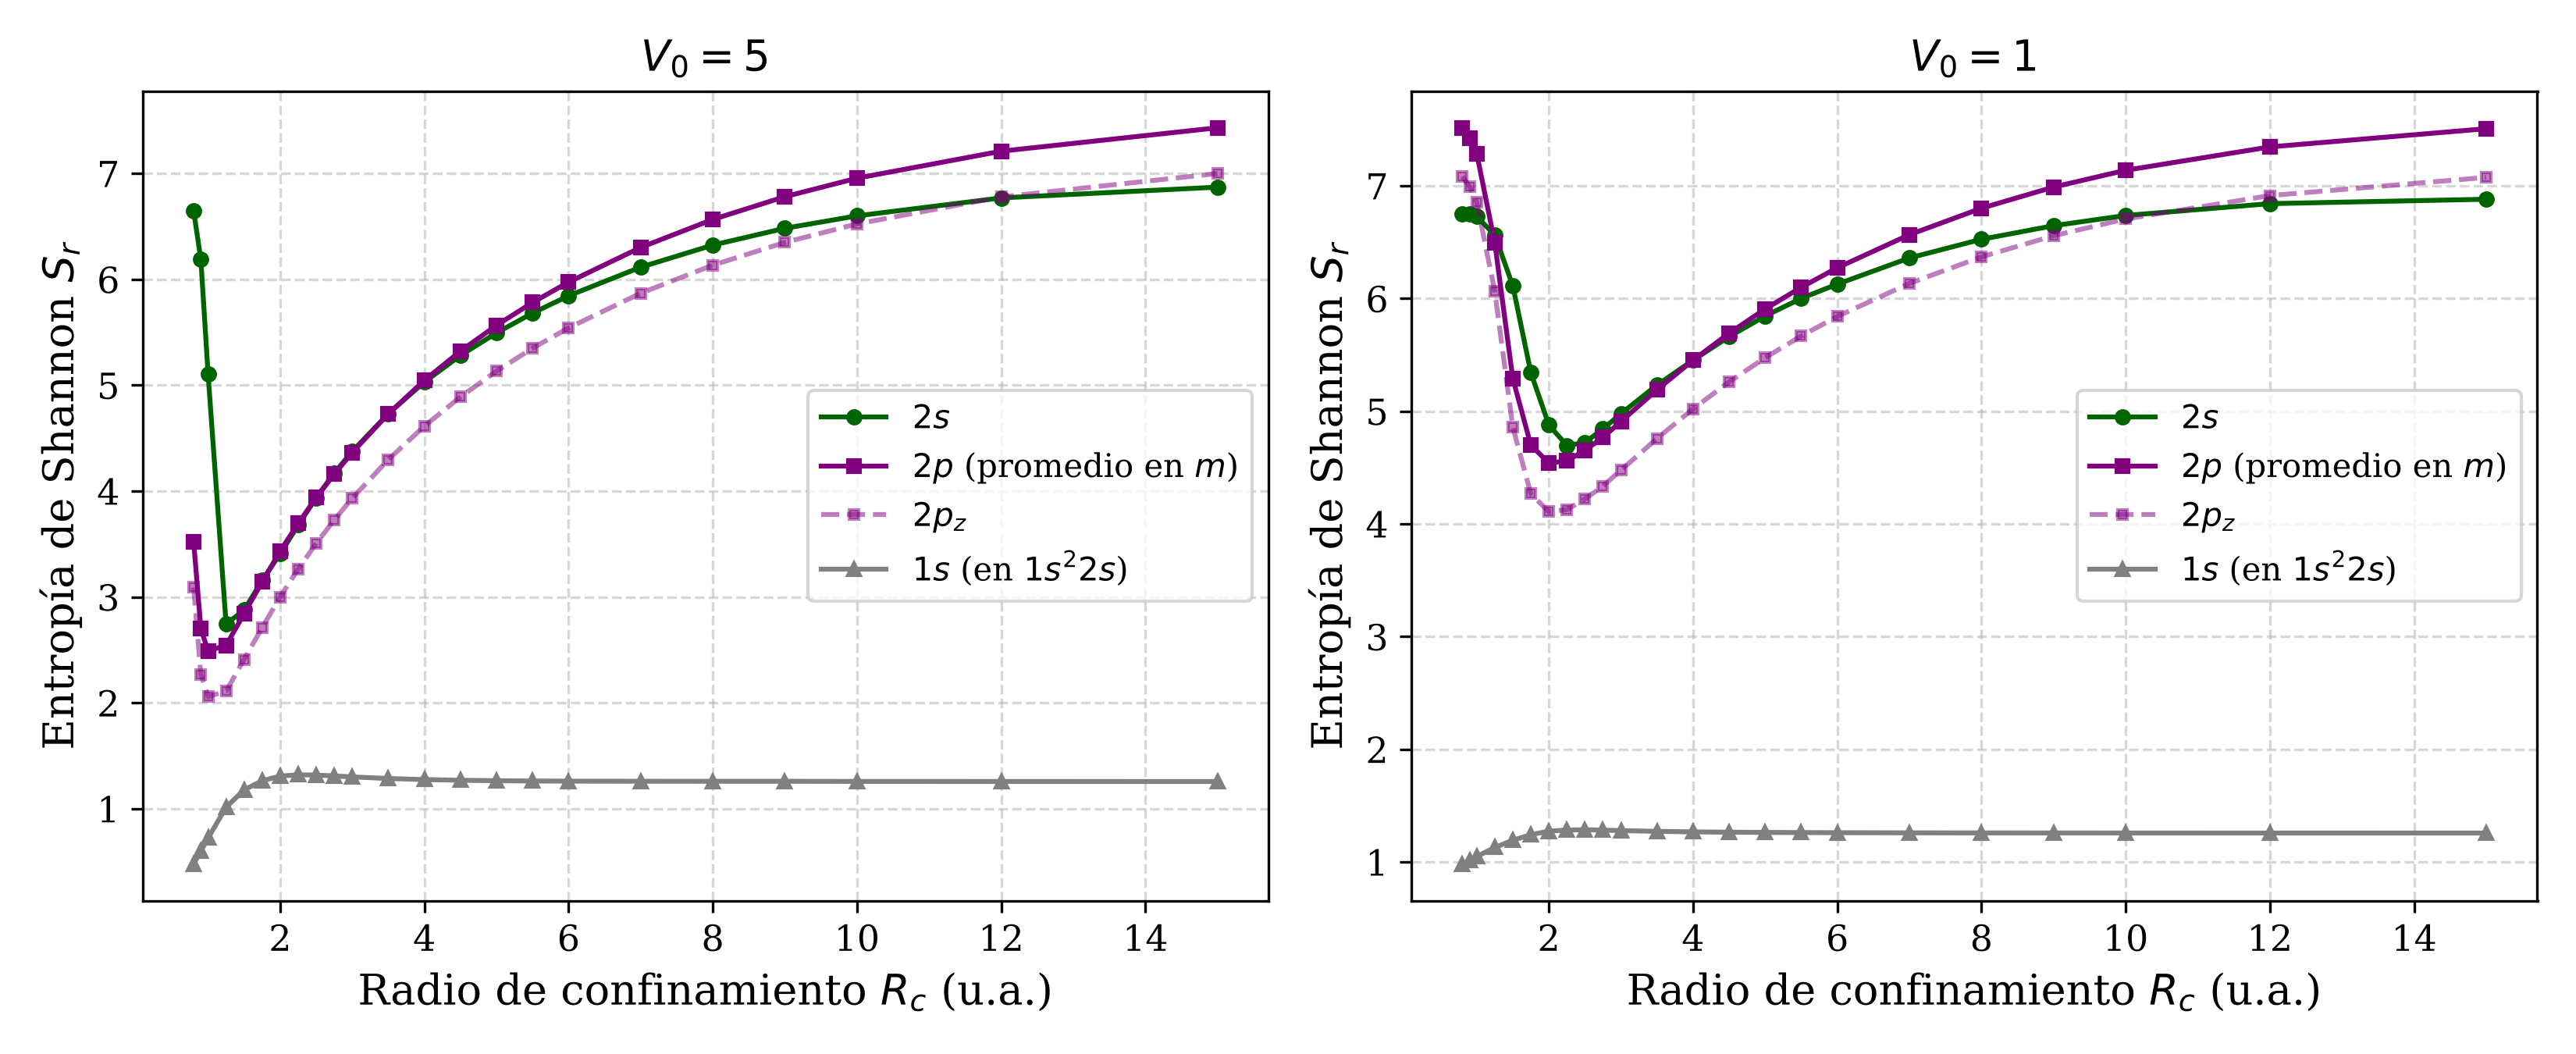 V₀ = 5
Entropía de Shannon Sᵣ
7
6
5
4
3
2
1
2s
2p (promedio en m)
2p_z
1s (en 1s²2s)
2 4 6 8 10 12 14
Radio de confinamiento R_c (u.a.)
V₀ = 1
Entropía de Shannon Sᵣ
7
6
5
4
3
2
1
2s
2p (promedio en m)
2p_z
1s (en 1s²2s)
2 4 6 8 10 12 14
Radio de confinamiento R_c (u.a.)